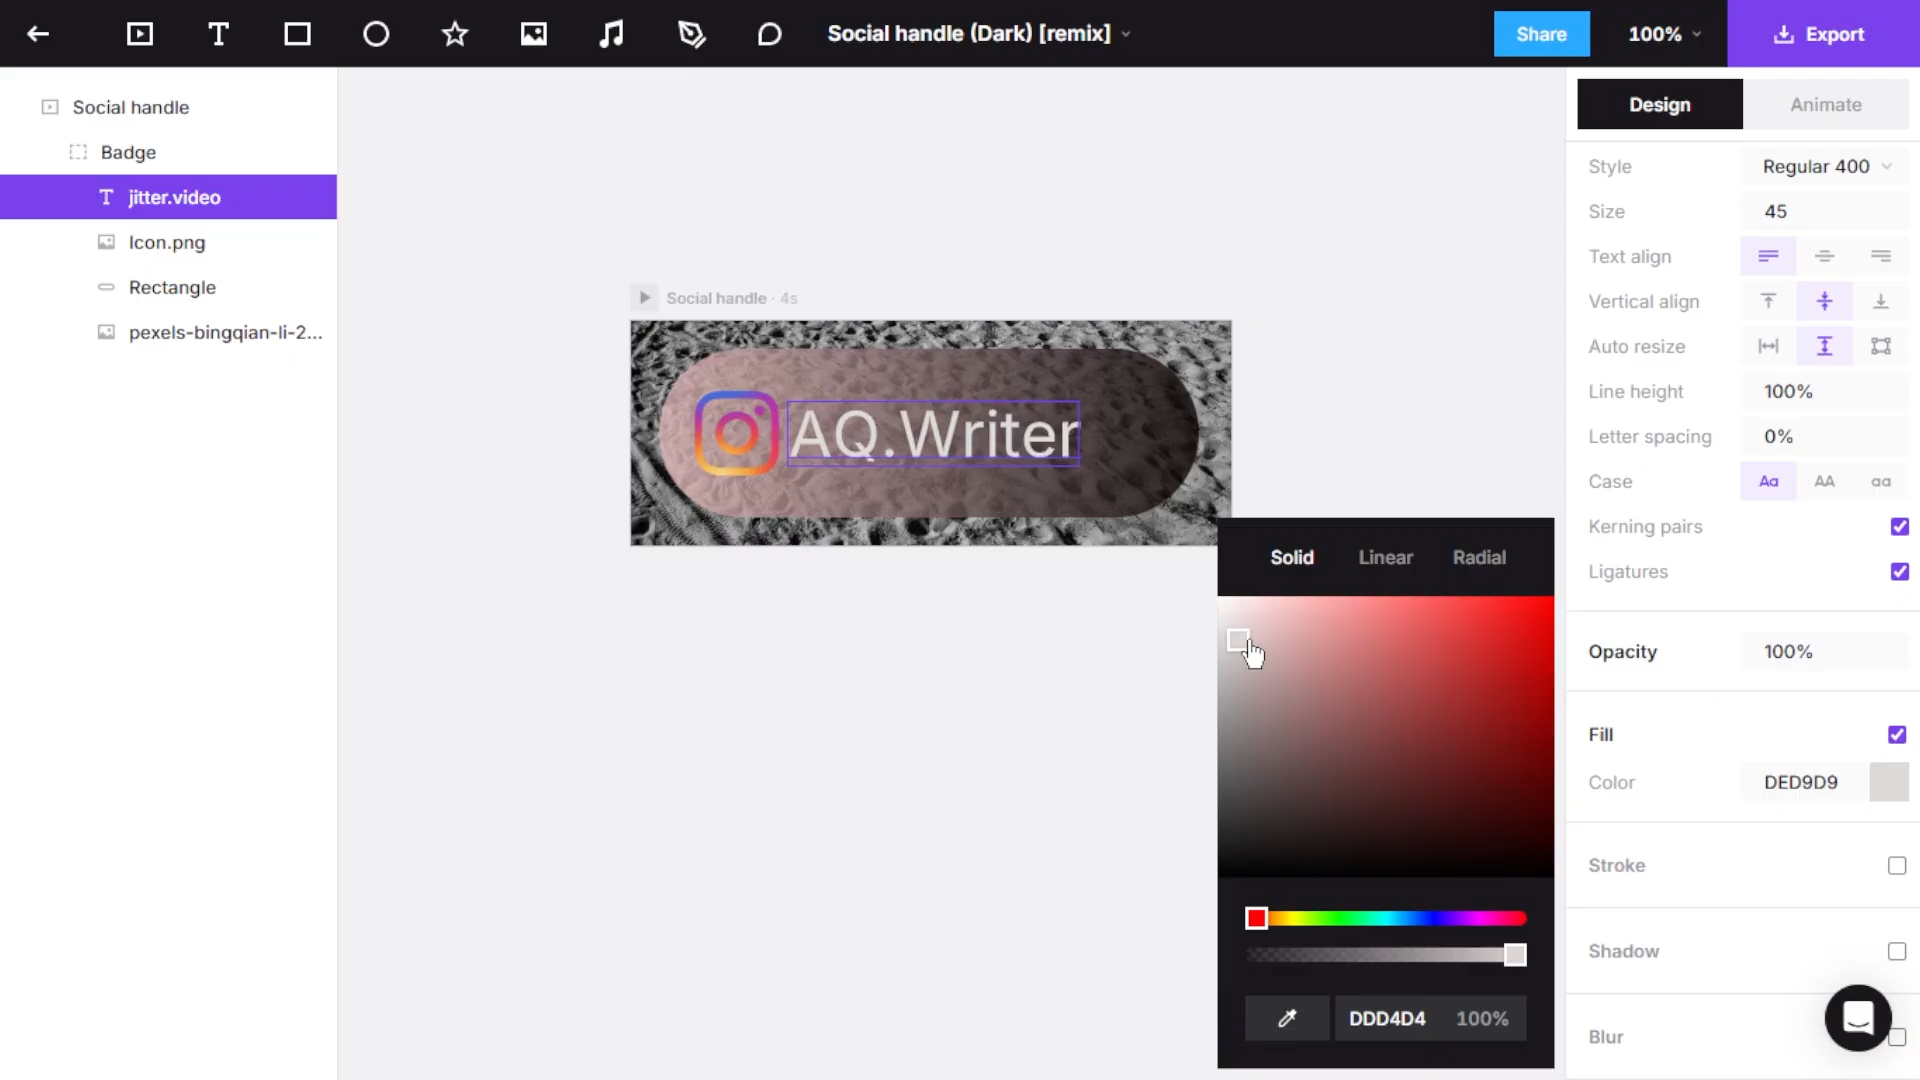 Social handle (Dark) [remix]
Share
100%
Export
Social handle
Badge
jitter.video
Icon.png
Rectangle
pexels-bingqian-li-2...
Social handle · 4s
AQ.Writer
Solid Linear Radial
DDD4D4 100%
Design Animate
Style Regular 400
Size 45
Text align
Vertical align
Auto resize
Line height 100%
Letter spacing 0%
Case Aa AA aa
Kerning pairs
Ligatures
Opacity 100%
Fill
Color DED9D9
Stroke
Shadow
Blur